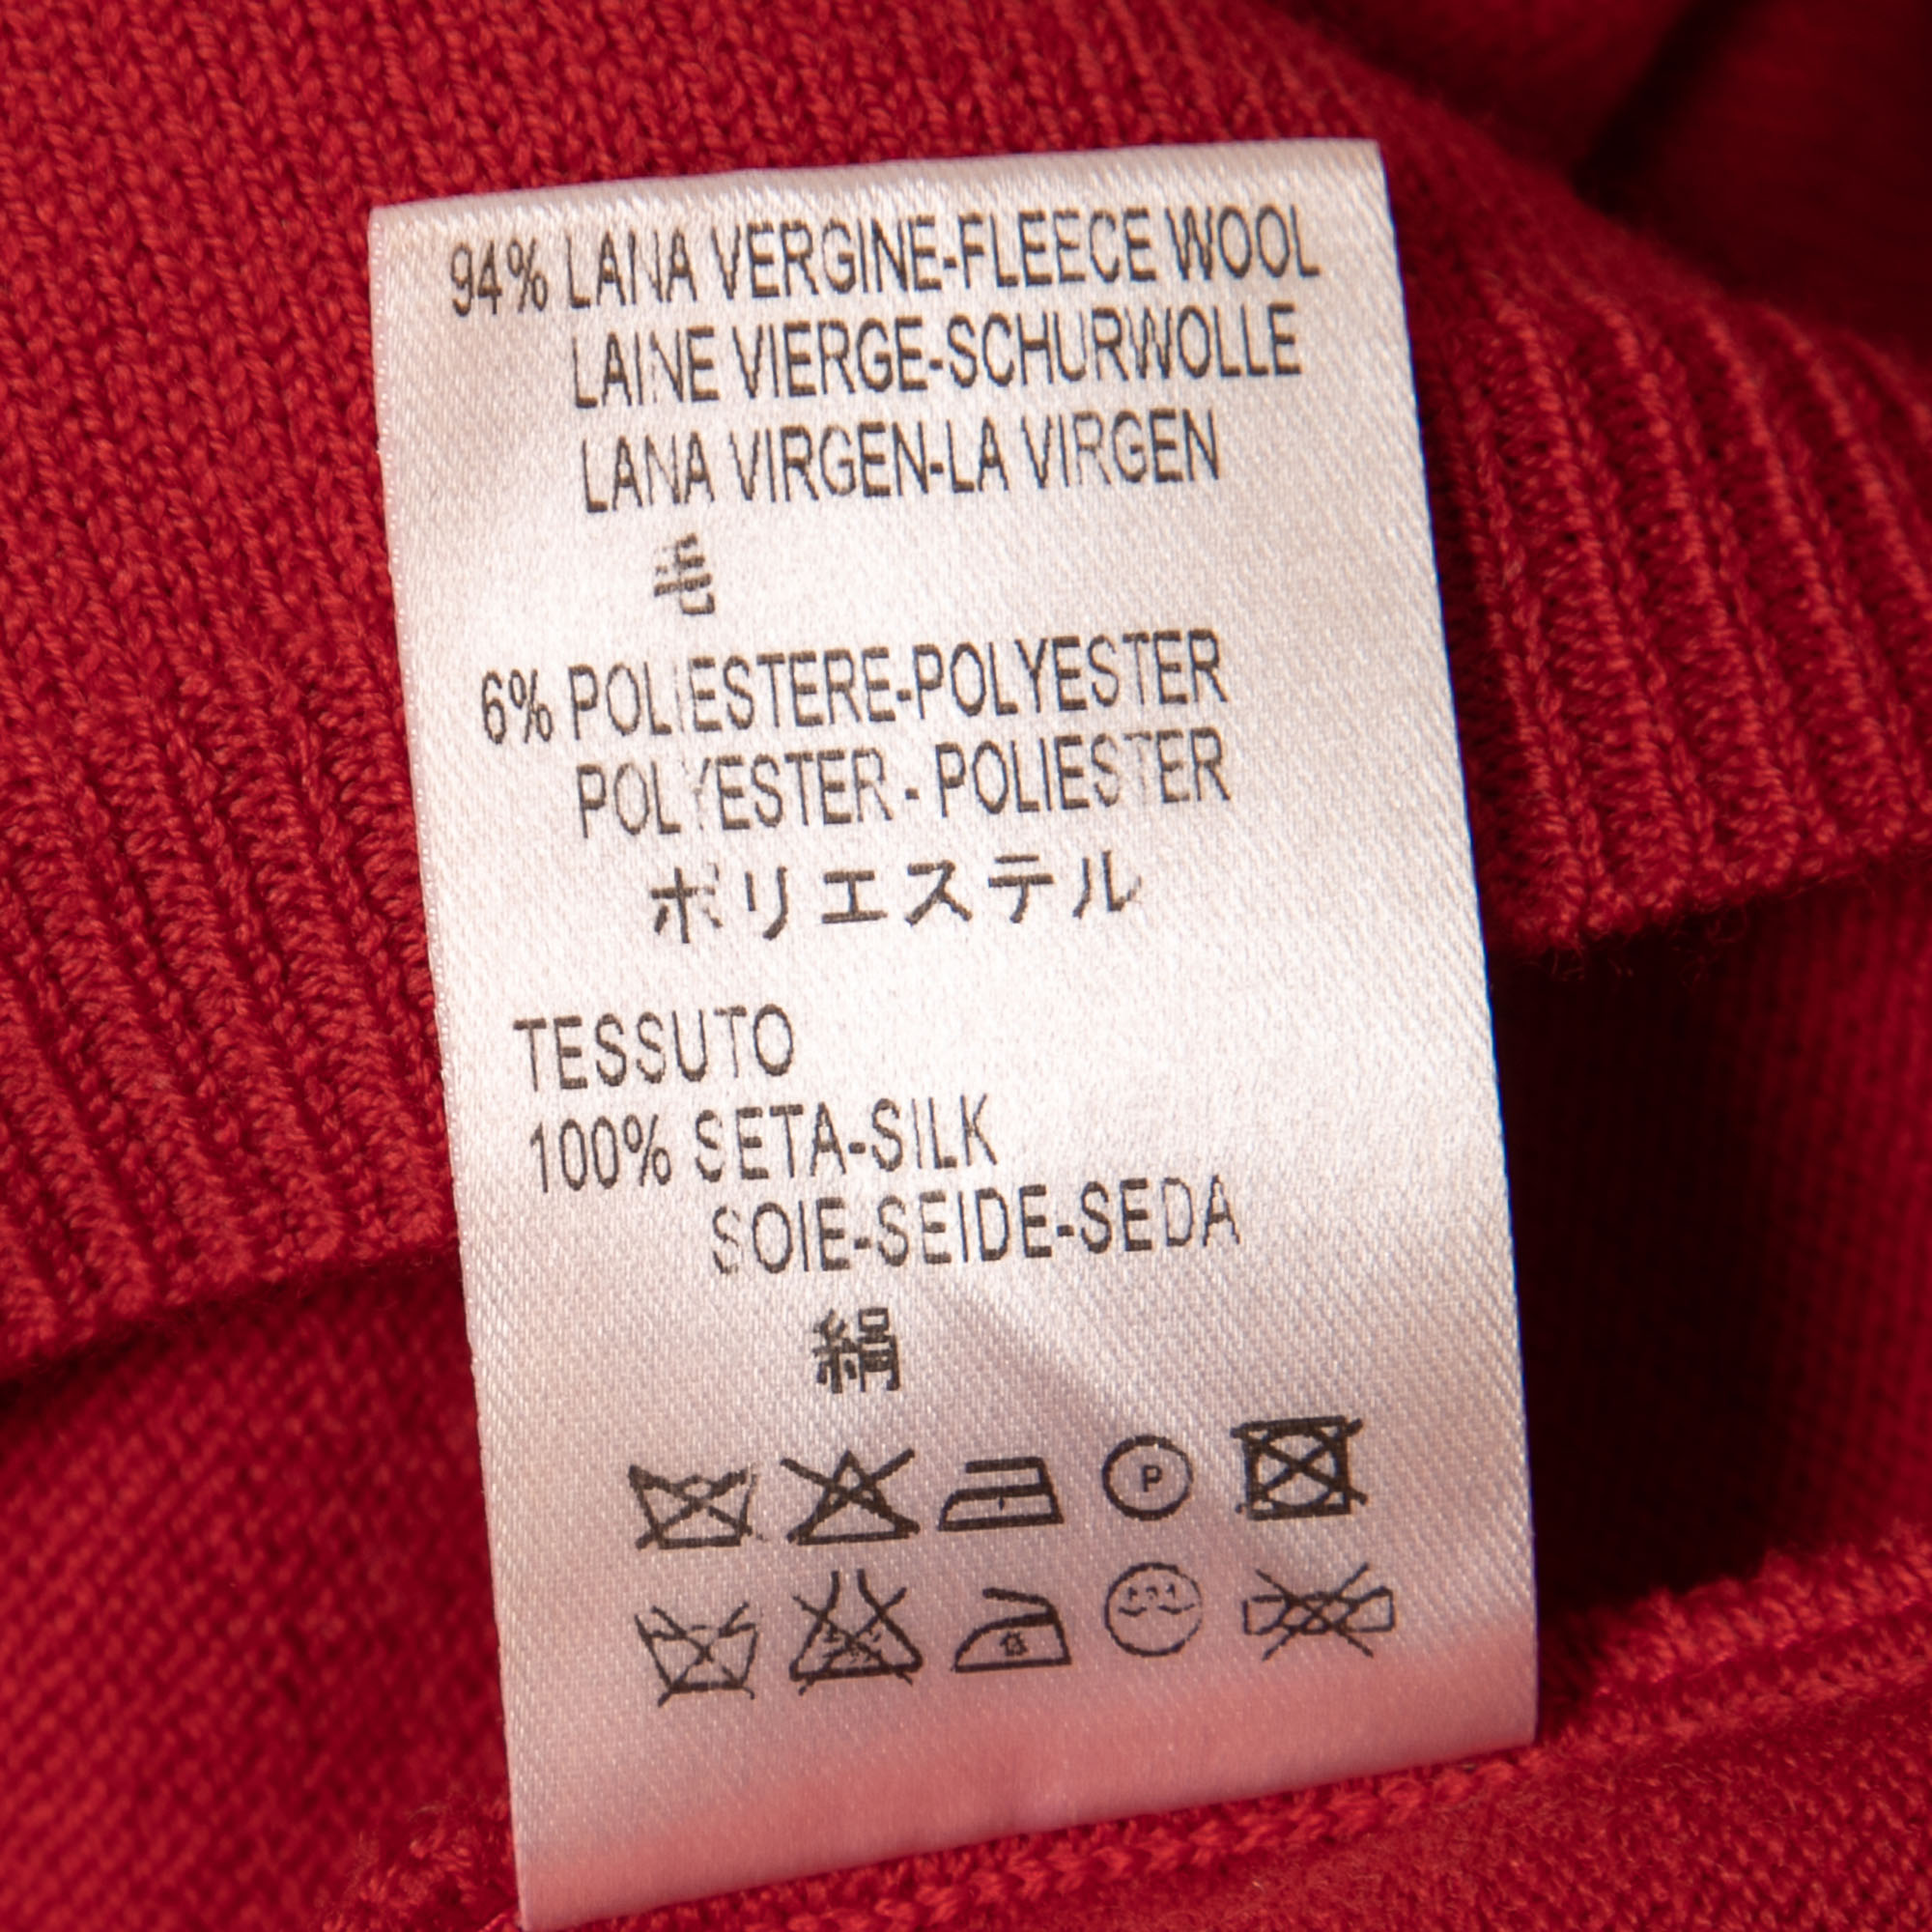 94% LANA VERGINE-FLEECE WOOL
LAINE VIERGE-SCHURWOLLE
LANA VIRGEN-LA VIRGEN
毛
6% POLIESTERE-POLYESTER
POLYESTER - POLIESTER
ポリエステル
TESSUTO
100% SETA-SILK
SOIE-SEIDE-SEDA
絹
P